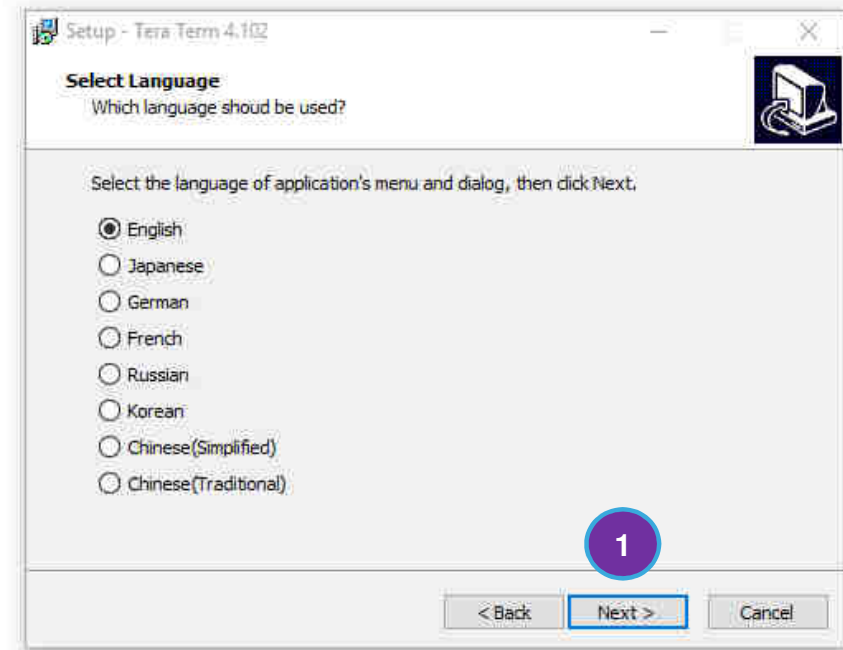 Setup - Tera Term 4.102
Select Language
Which language shoud be used?
Select the language of application's menu and dialog, then click Next.
English
Japanese
German
French
Russian
Korean
Chinese(Simplified)
Chinese(Traditional)
1
< Back Next > Cancel